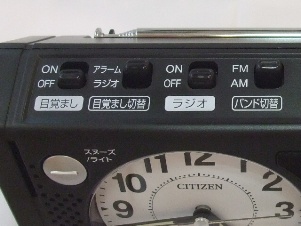 ON アラーム ON FM
OFF ラジオ OFF AM
目覚まし 目覚まし切替 ラジオ バンド切替
スヌーズ
/ライト
CITIZEN
10 11 12 1 2
9 3